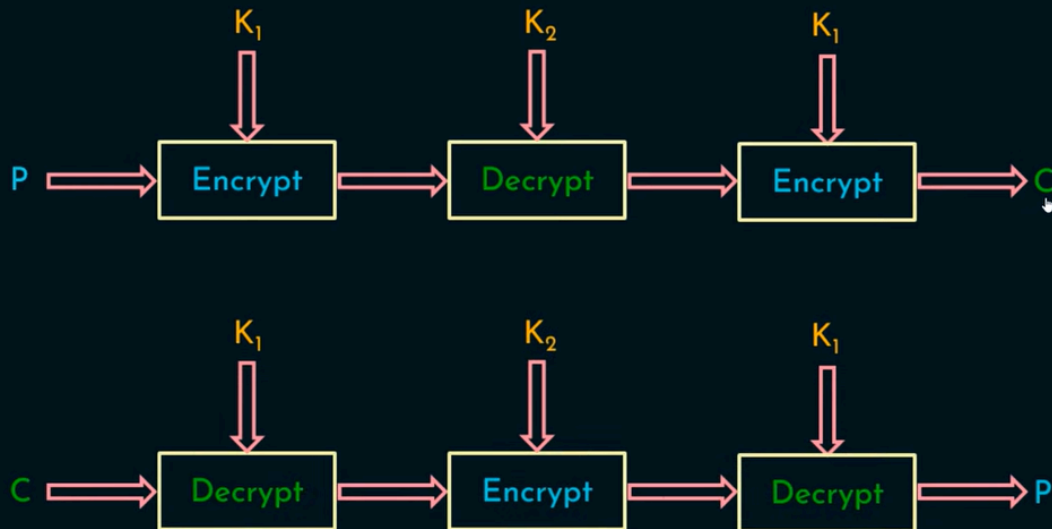 K₁ K₂ K₁
P Encrypt Decrypt Encrypt C
K₁ K₂ K₁
C Decrypt Encrypt Decrypt P